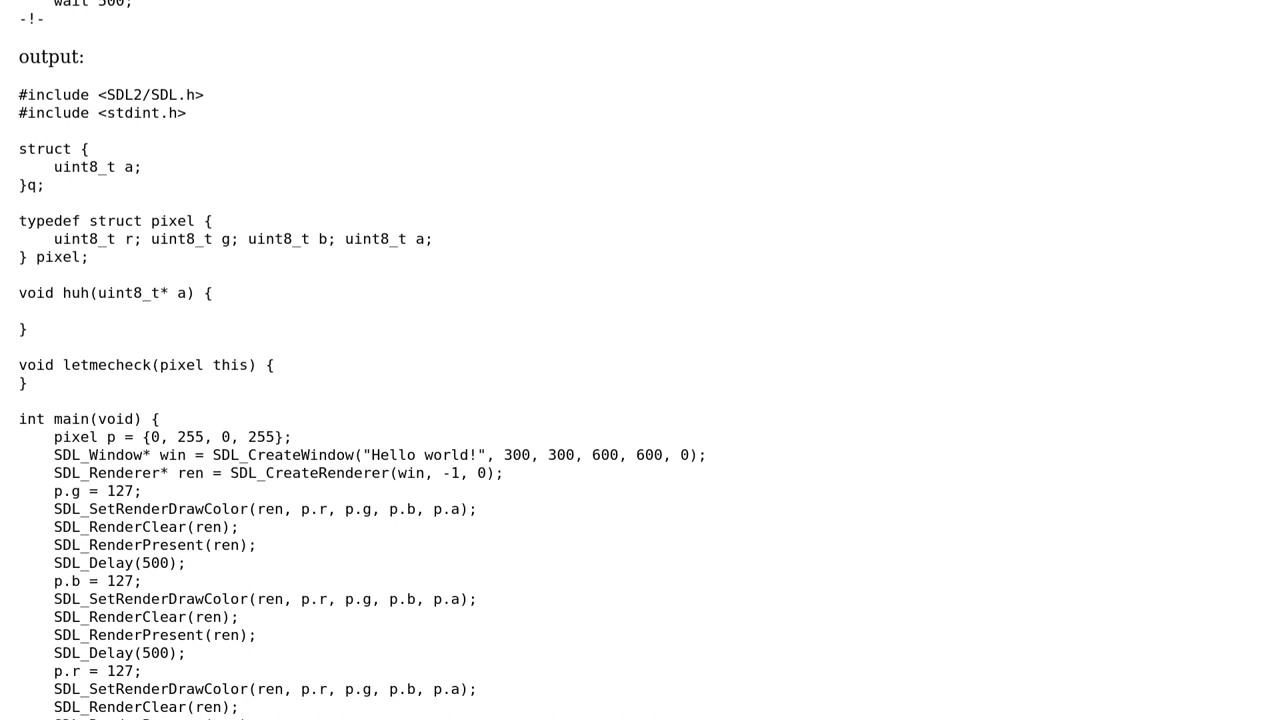 wait 500;
-!-
output:
#include <SDL2/SDL.h>
#include <stdint.h>
struct {
    uint8_t a;
}q;
typedef struct pixel {
    uint8_t r; uint8_t g; uint8_t b; uint8_t a;
} pixel;
void huh(uint8_t* a) {
}
void letmecheck(pixel this) {
}
int main(void) {
    pixel p = {0, 255, 0, 255};
    SDL_Window* win = SDL_CreateWindow("Hello world!", 300, 300, 600, 600, 0);
    SDL_Renderer* ren = SDL_CreateRenderer(win, -1, 0);
    p.g = 127;
    SDL_SetRenderDrawColor(ren, p.r, p.g, p.b, p.a);
    SDL_RenderClear(ren);
    SDL_RenderPresent(ren);
    SDL_Delay(500);
    p.b = 127;
    SDL_SetRenderDrawColor(ren, p.r, p.g, p.b, p.a);
    SDL_RenderClear(ren);
    SDL_RenderPresent(ren);
    SDL_Delay(500);
    p.r = 127;
    SDL_SetRenderDrawColor(ren, p.r, p.g, p.b, p.a);
    SDL_RenderClear(ren);